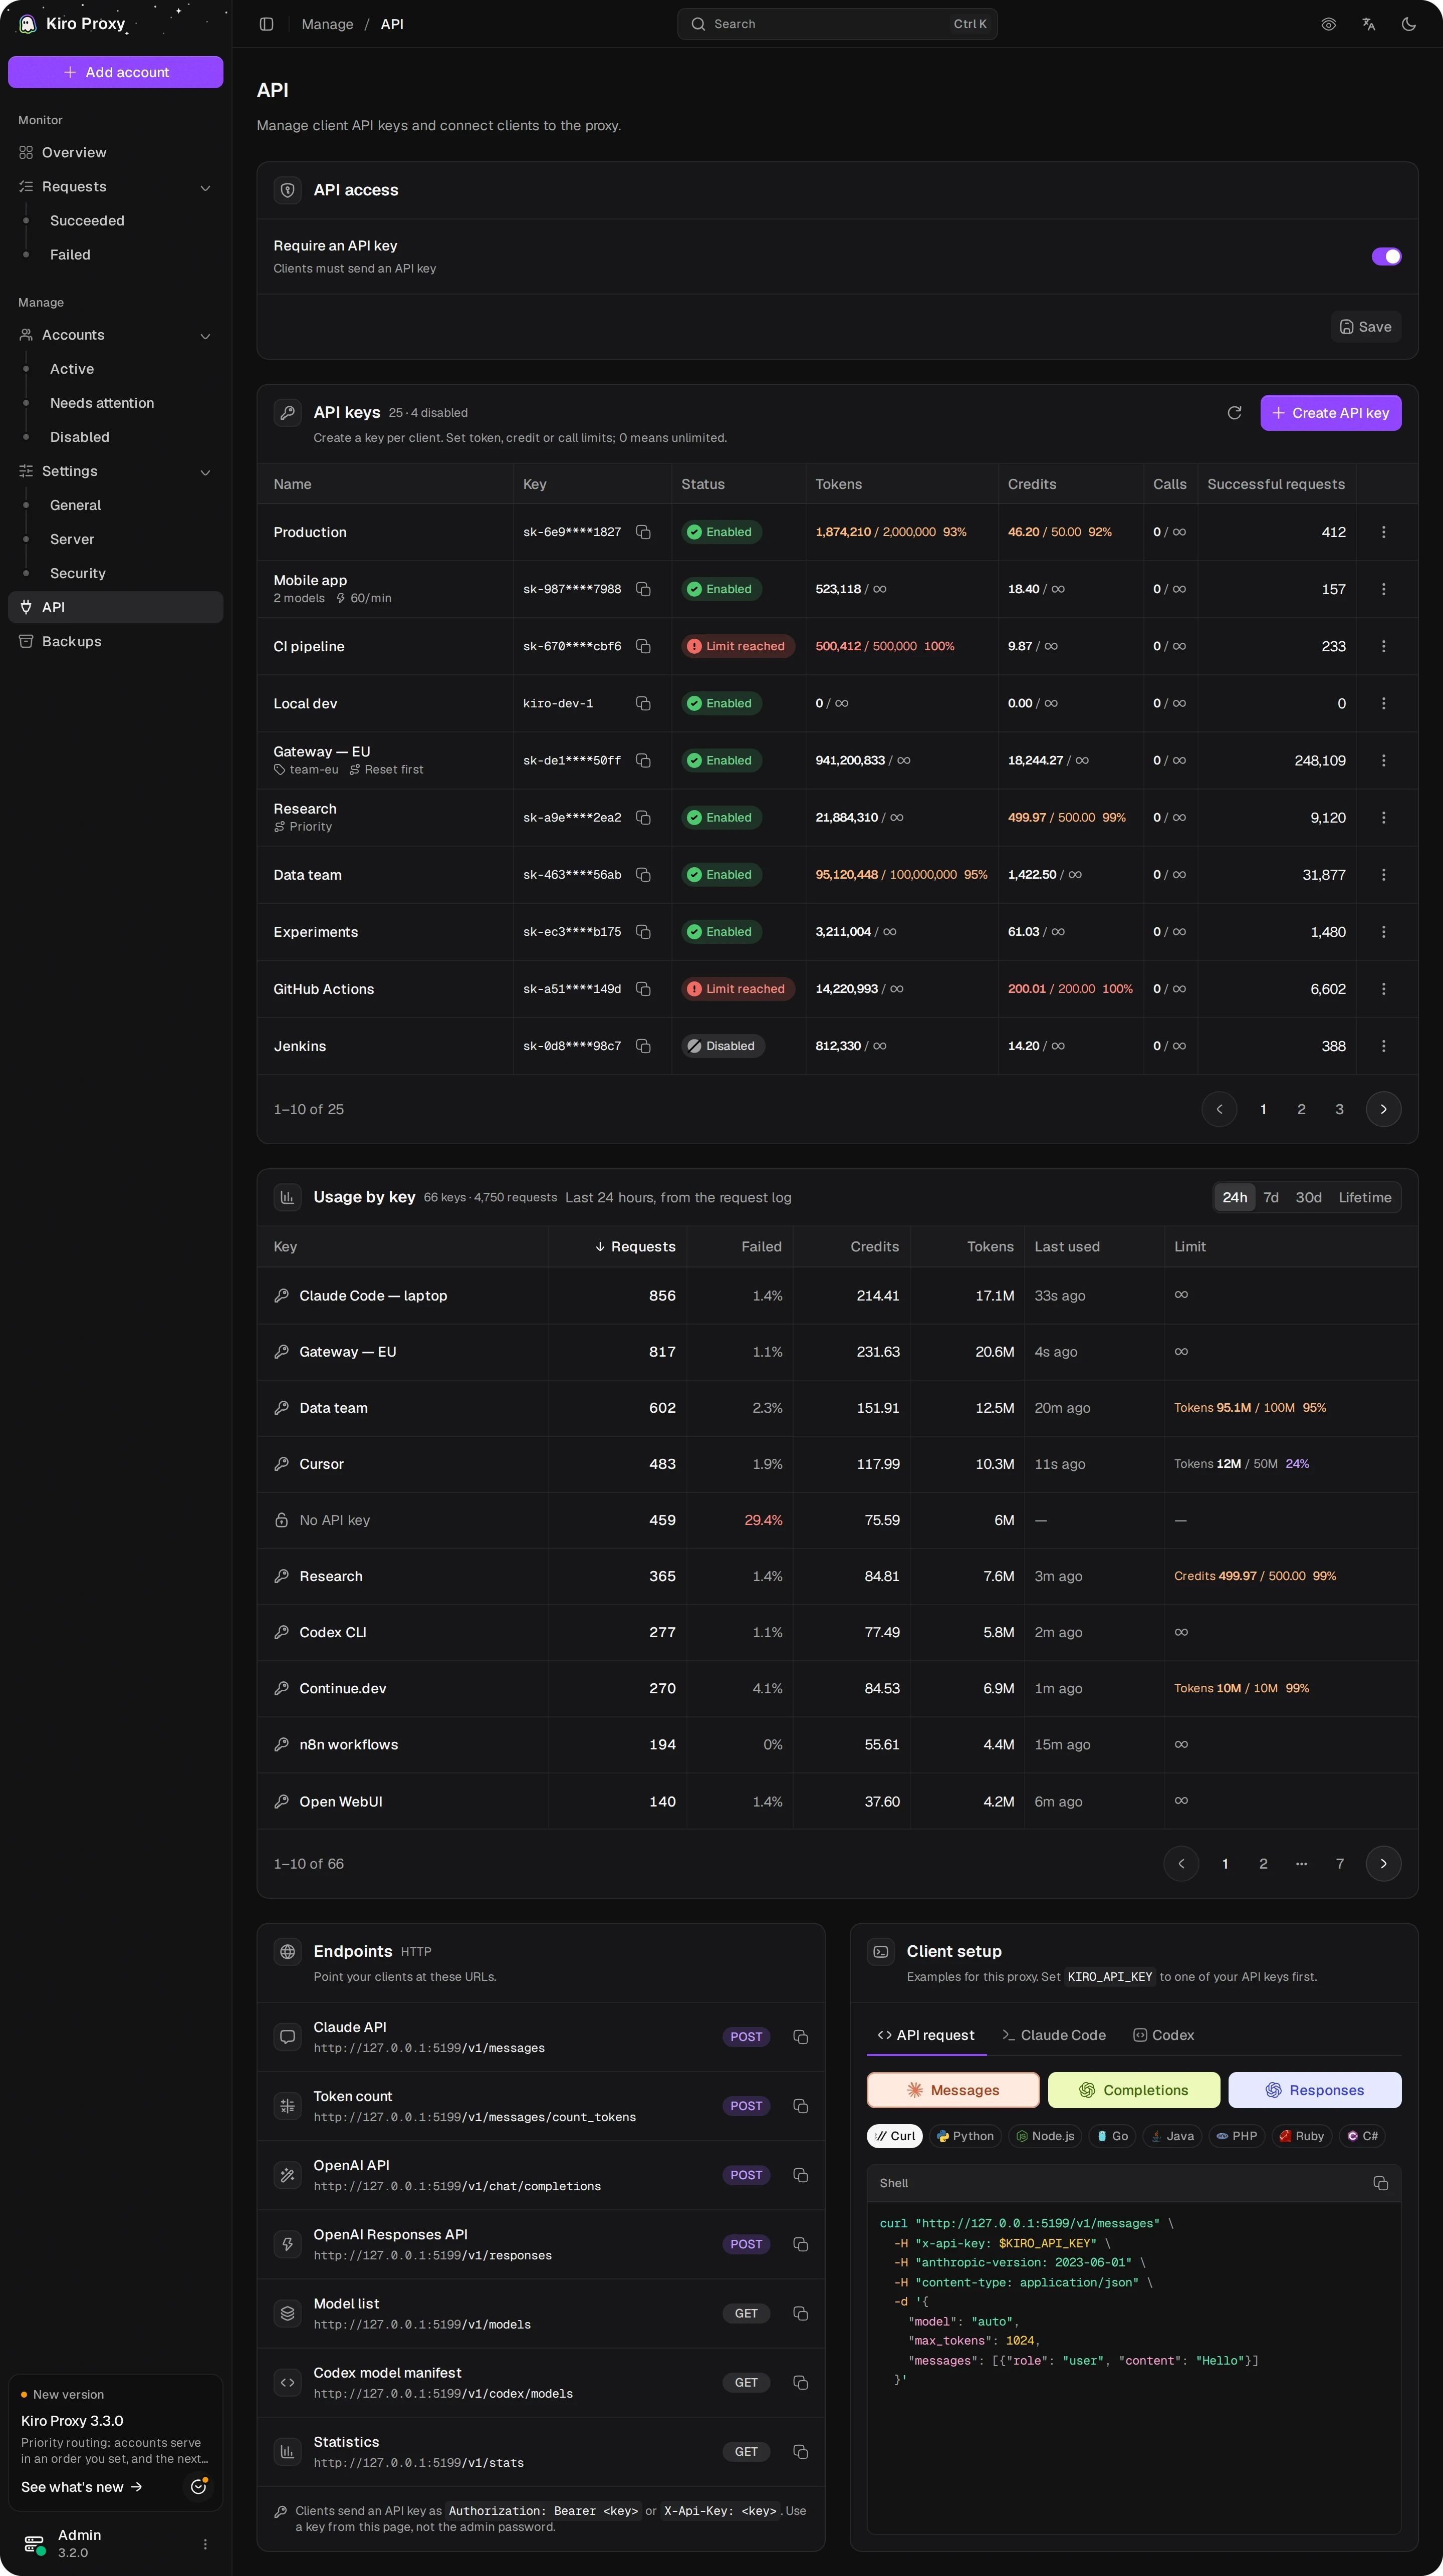 Kiro Proxy
Manage / API
Search
Ctrl K
Add account
Monitor
Overview
Requests
Succeeded
Failed
Manage
Accounts
Active
Needs attention
Disabled
Settings
General
Server
Security
API
Backups
New version
Kiro Proxy 3.3.0
Priority routing: accounts serve
in an order you set, and the next...
See what's new →
Admin
3.2.0
API
Manage client API keys and connect clients to the proxy.
API access
Require an API key
Clients must send an API key
Save
API keys 25 · 4 disabled
Create a key per client. Set token, credit or call limits; 0 means unlimited.
Create API key
Name Key Status Tokens Credits Calls Successful requests
Production sk-6e9****1827 Enabled 1,874,210 / 2,000,000 93% 46.20 / 50.00 92% 0 / ∞ 412
Mobile app sk-987****7988 Enabled 523,118 / ∞ 18.40 / ∞ 0 / ∞ 157
2 models 60/min
CI pipeline sk-670****cbf6 Limit reached 500,412 / 500,000 100% 9.87 / ∞ 0 / ∞ 233
Local dev kiro-dev-1 Enabled 0 / ∞ 0.00 / ∞ 0 / ∞ 0
Gateway — EU sk-de1****50ff Enabled 941,200,833 / ∞ 18,244.27 / ∞ 0 / ∞ 248,109
team-eu Reset first
Research sk-a9e****2ea2 Enabled 21,884,310 / ∞ 499.97 / 500.00 99% 0 / ∞ 9,120
Priority
Data team sk-463****56ab Enabled 95,120,448 / 100,000,000 95% 1,422.50 / ∞ 0 / ∞ 31,877
Experiments sk-ec3****b175 Enabled 3,211,004 / ∞ 61.03 / ∞ 0 / ∞ 1,480
GitHub Actions sk-a51****149d Limit reached 14,220,993 / ∞ 200.01 / 200.00 100% 0 / ∞ 6,602
Jenkins sk-0d8****98c7 Disabled 812,330 / ∞ 14.20 / ∞ 0 / ∞ 388
1–10 of 25
1 2 3
Usage by key 66 keys · 4,750 requests Last 24 hours, from the request log
24h 7d 30d Lifetime
Key ↓ Requests Failed Credits Tokens Last used Limit
Claude Code — laptop 856 1.4% 214.41 17.1M 33s ago ∞
Gateway — EU 817 1.1% 231.63 20.6M 4s ago ∞
Data team 602 2.3% 151.91 12.5M 20m ago Tokens 95.1M / 100M 95%
Cursor 483 1.9% 117.99 10.3M 11s ago Tokens 12M / 50M 24%
No API key 459 29.4% 75.59 6M — —
Research 365 1.4% 84.81 7.6M 3m ago Credits 499.97 / 500.00 99%
Codex CLI 277 1.1% 77.49 5.8M 2m ago ∞
Continue.dev 270 4.1% 84.53 6.9M 1m ago Tokens 10M / 10M 99%
n8n workflows 194 0% 55.61 4.4M 15m ago ∞
Open WebUI 140 1.4% 37.60 4.2M 6m ago ∞
1–10 of 66
1 2 ··· 7
Endpoints HTTP
Point your clients at these URLs.
Claude API
http://127.0.0.1:5199/v1/messages
POST
Token count
http://127.0.0.1:5199/v1/messages/count_tokens
POST
OpenAI API
http://127.0.0.1:5199/v1/chat/completions
POST
OpenAI Responses API
http://127.0.0.1:5199/v1/responses
POST
Model list
http://127.0.0.1:5199/v1/models
GET
Codex model manifest
http://127.0.0.1:5199/v1/codex/models
GET
Statistics
http://127.0.0.1:5199/v1/stats
GET
Clients send an API key as Authorization: Bearer <key> or X-Api-Key: <key>. Use
a key from this page, not the admin password.
Client setup
Examples for this proxy. Set KIRO_API_KEY to one of your API keys first.
API request Claude Code Codex
Messages Completions Responses
Curl Python Node.js Go Java PHP Ruby C#
Shell
curl "http://127.0.0.1:5199/v1/messages" \
-H "x-api-key: $KIRO_API_KEY" \
-H "anthropic-version: 2023-06-01" \
-H "content-type: application/json" \
-d '{
"model": "auto",
"max_tokens": 1024,
"messages": [{"role": "user", "content": "Hello"}]
}'